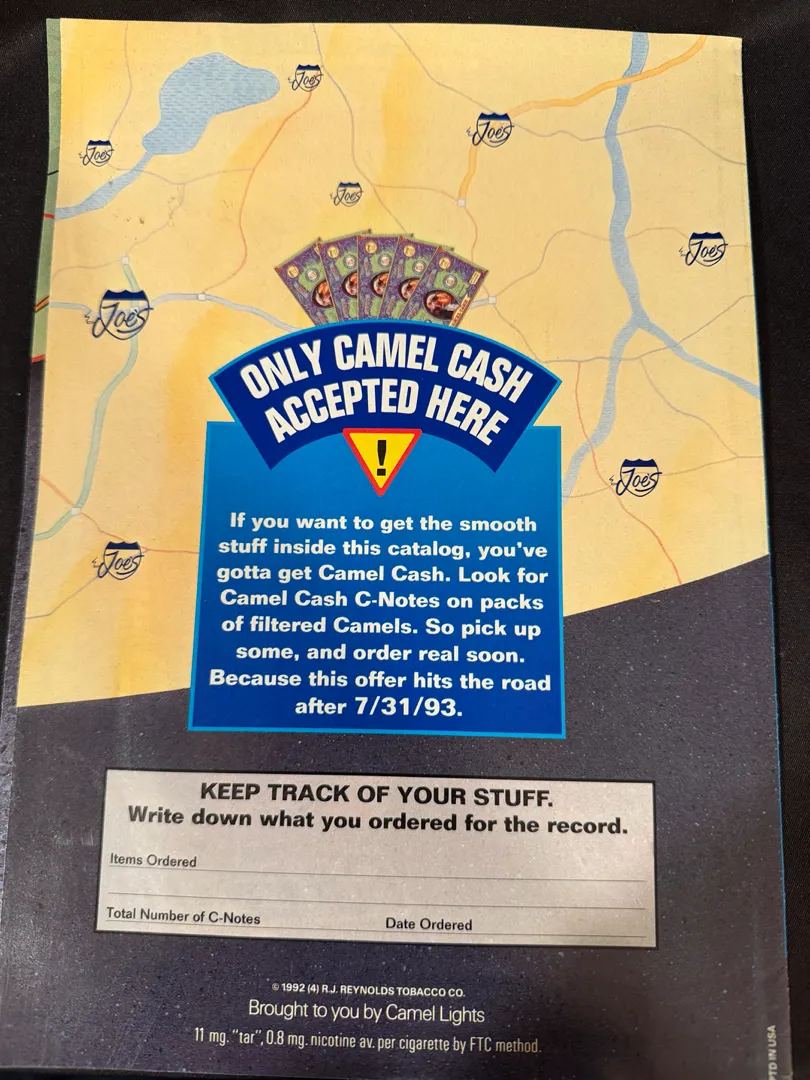 Joe's
Joe's
Joe's
Joe's
Joe's
Joe's
ONLY CAMEL CASH
ACCEPTED HERE
!
If you want to get the smooth
stuff inside this catalog, you've
gotta get Camel Cash. Look for
Camel Cash C-Notes on packs
of filtered Camels. So pick up
some, and order real soon.
Because this offer hits the road
after 7/31/93.
Joe's
Joe's
KEEP TRACK OF YOUR STUFF.
Write down what you ordered for the record.
Items Ordered
Total Number of C-Notes
Date Ordered
© 1992 (4) R.J. REYNOLDS TOBACCO CO.
Brought to you by Camel Lights
11 mg. "tar", 0.8 mg. nicotine av. per cigarette by FTC method.
TD IN USA